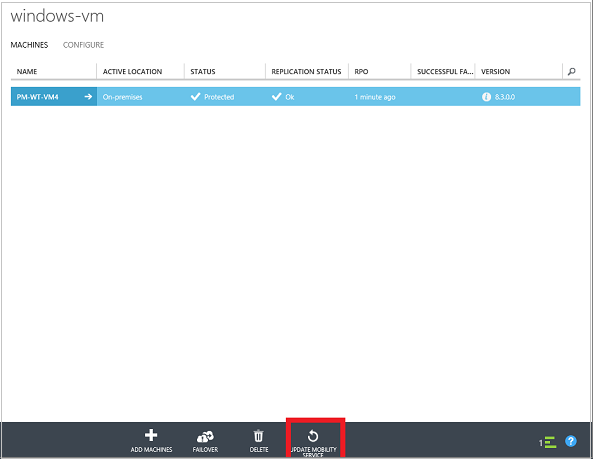 windows-vm
MACHINES CONFIGURE
NAME ACTIVE LOCATION STATUS REPLICATION STATUS RPO SUCCESSFUL FA... VERSION
PM-WT-VM4 On-premises Protected Ok 1 minute ago 8.3.0.0
ADD MACHINES FAILOVER DELETE UPDATE MOBILITY
SERVICE
1 ?